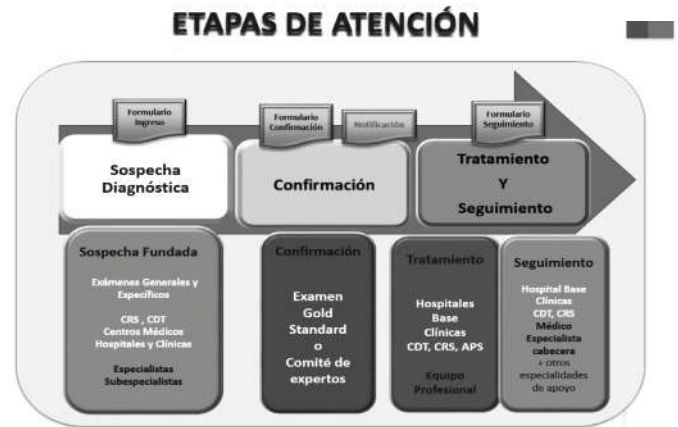 ETAPAS DE ATENCIÓN
Formulario
Ingreso
Formulario
Confirmación
Notificación
Formulario
Seguimiento
Sospecha
Diagnóstica
Confirmación
Tratamiento
Y
Seguimiento
Sospecha Fundada
Exámenes Generales y
Específicos
CRS , CDT
Centros Médicos
Hospitales y Clínicas
Especialistas
Subespecialistas
Confirmación
Examen
Gold
Standard
o
Comité de
expertos
Tratamiento
Hospitales
Base
Clínicas
CDT, CRS, APS
Equipo
Profesional
Seguimiento
Hospital Base
Clínicas
CDT, CRS
Médico
Especialista
cabecera
+ otros
especialidades
de apoyo